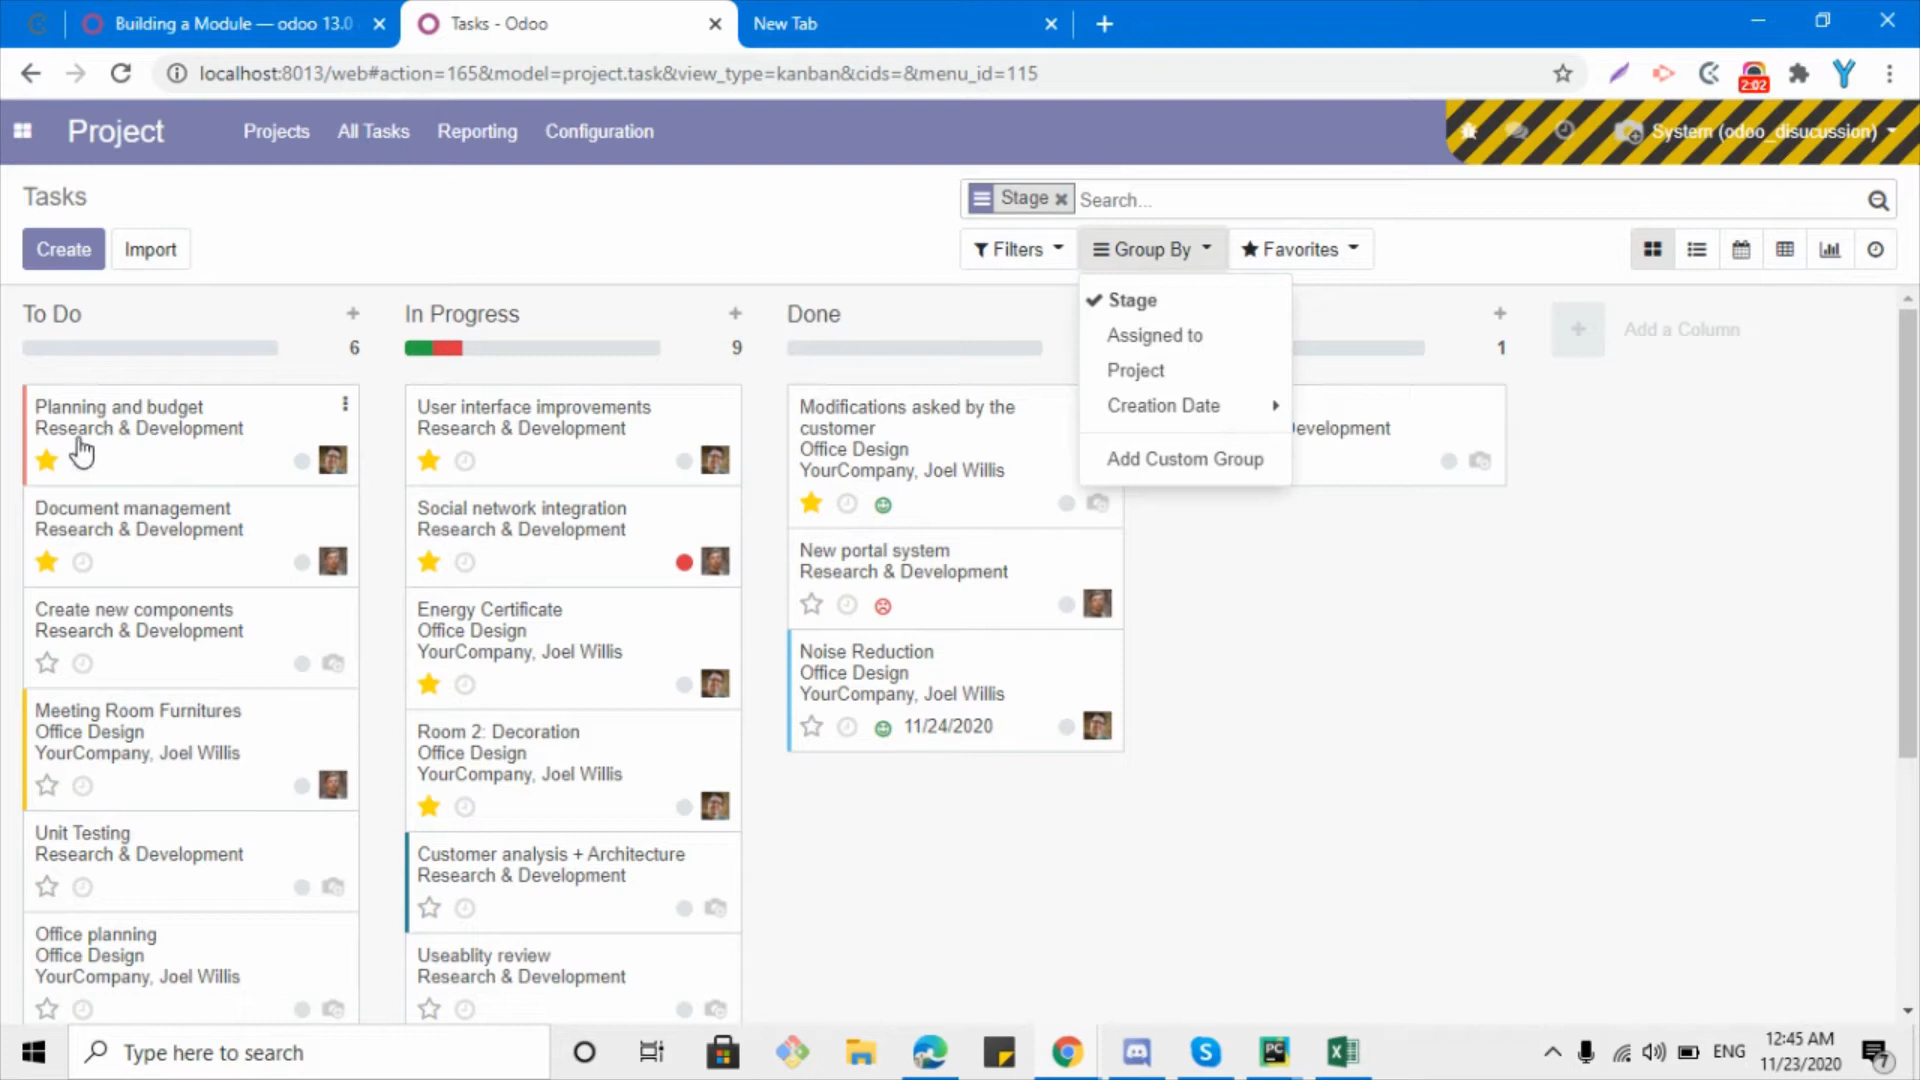 Building a Module — odoo 13.0
Tasks - Odoo
New Tab
localhost:8013/web#action=165&model=project.task&view_type=kanban&cids=&menu_id=115
2:02
Project
Projects
All Tasks
Reporting
Configuration
System (odoo_disucussion)
Tasks
Stage
Search...
Create
Import
Filters
Group By
Favorites
Stage
Assigned to
Project
Creation Date
Add Custom Group
To Do
6
Planning and budget
Research & Development
Document management
Research & Development
Create new components
Research & Development
Meeting Room Furnitures
Office Design
YourCompany, Joel Willis
Unit Testing
Research & Development
Office planning
Office Design
YourCompany, Joel Willis
In Progress
9
User interface improvements
Research & Development
Social network integration
Research & Development
Energy Certificate
Office Design
YourCompany, Joel Willis
Room 2: Decoration
Office Design
YourCompany, Joel Willis
Customer analysis + Architecture
Research & Development
Useablity review
Research & Development
Done
Modifications asked by the
customer
Office Design
YourCompany, Joel Willis
New portal system
Research & Development
Noise Reduction
Office Design
YourCompany, Joel Willis
11/24/2020
1
evelopment
Add a Column
Type here to search
PC
S
ENG
12:45 AM
11/23/2020
7